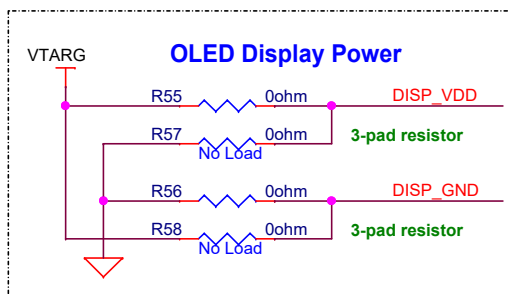 OLED Display Power
VTARG
R55 0ohm DISP_VDD
R57 0ohm 3-pad resistor
No Load
R56 0ohm DISP_GND
R58 0ohm 3-pad resistor
No Load